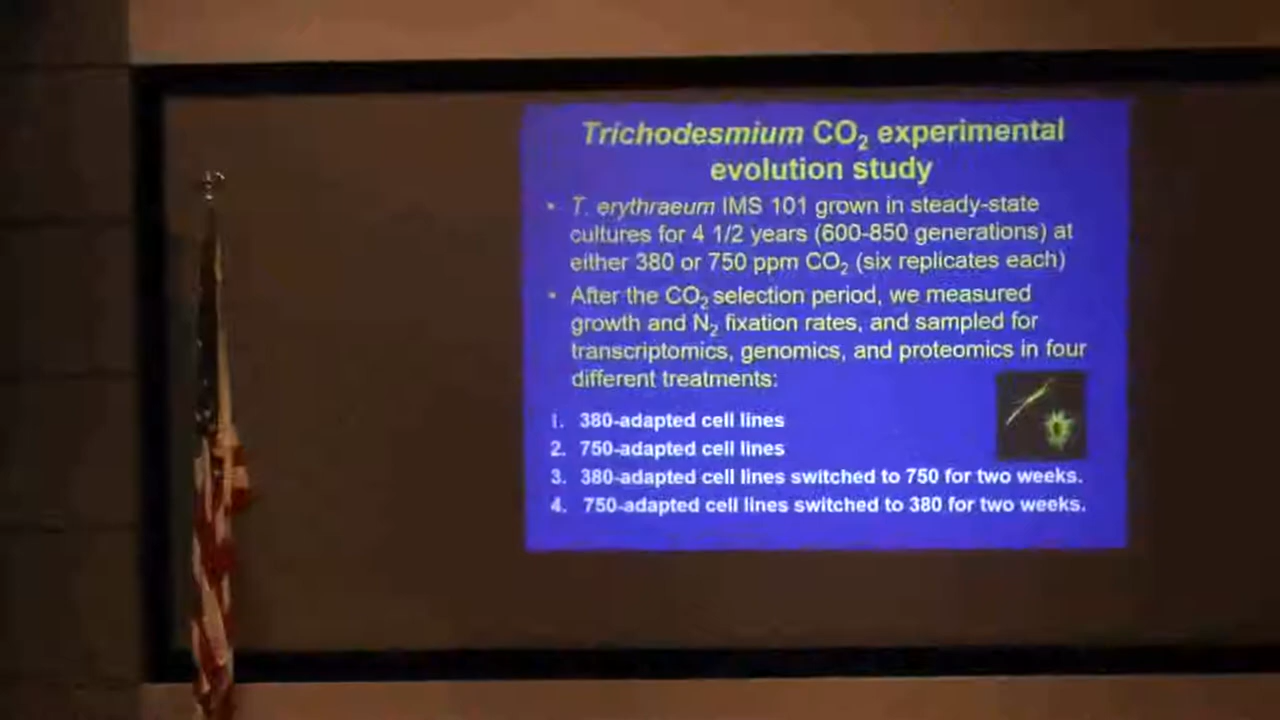 Trichodesmium CO₂ experimental
evolution study
• T. erythraeum IMS 101 grown in steady-state
cultures for 4 1/2 years (600-850 generations) at
either 380 or 750 ppm CO₂ (six replicates each)
• After the CO₂ selection period, we measured
growth and N₂ fixation rates, and sampled for
transcriptomics, genomics, and proteomics in four
different treatments:
1. 380-adapted cell lines
2. 750-adapted cell lines
3. 380-adapted cell lines switched to 750 for two weeks.
4. 750-adapted cell lines switched to 380 for two weeks.